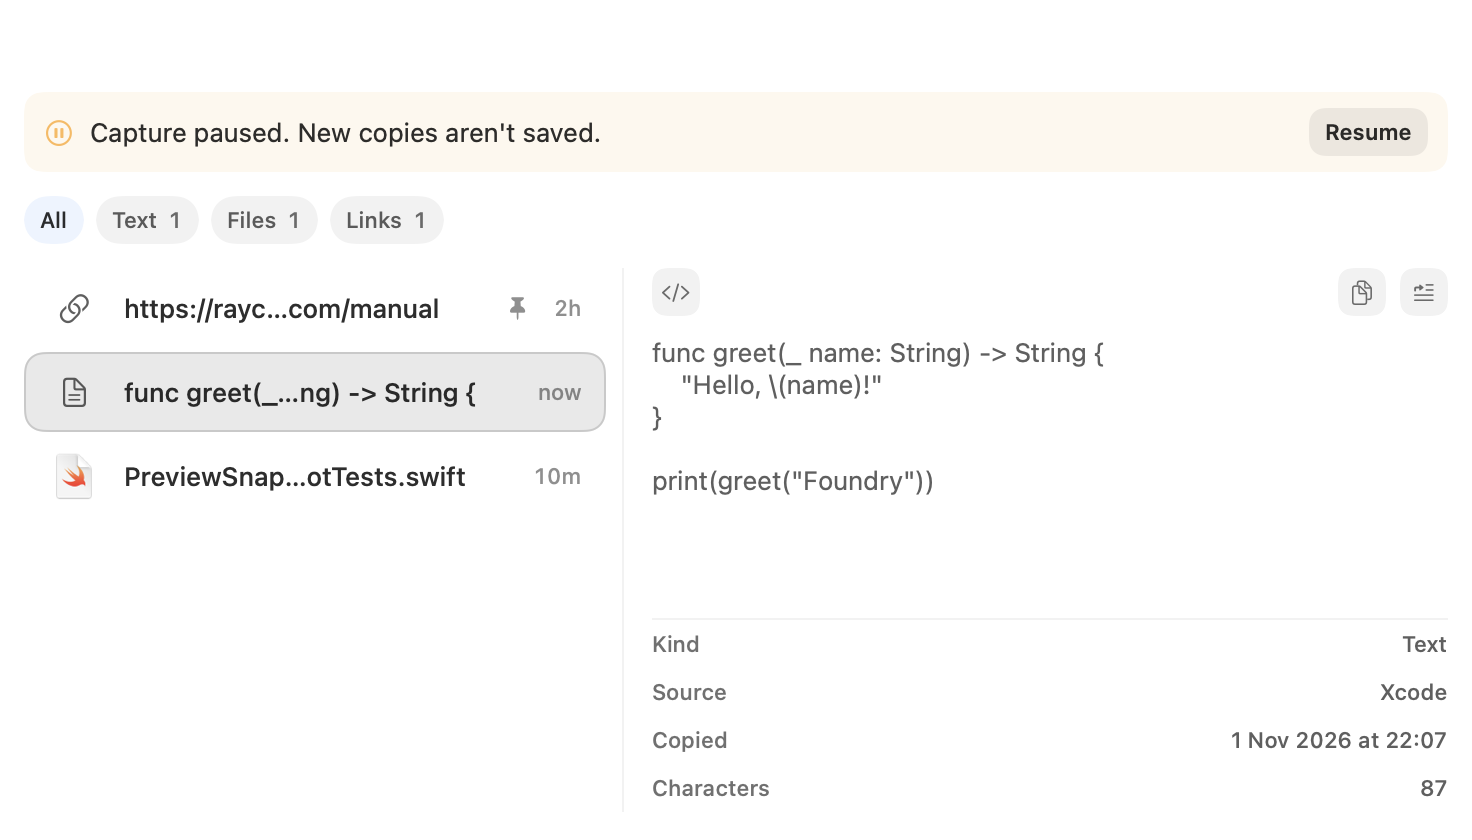 Capture paused. New copies aren't saved.
Resume
All
Text 1
Files 1
Links 1
https://rayc...com/manual
2h
func greet(_...ng) -> String {
now
PreviewSnap...otTests.swift
10m
</>
func greet(_ name: String) -> String {
    "Hello, \(name)!"
}
print(greet("Foundry"))
Kind
Text
Source
Xcode
Copied
1 Nov 2026 at 22:07
Characters
87